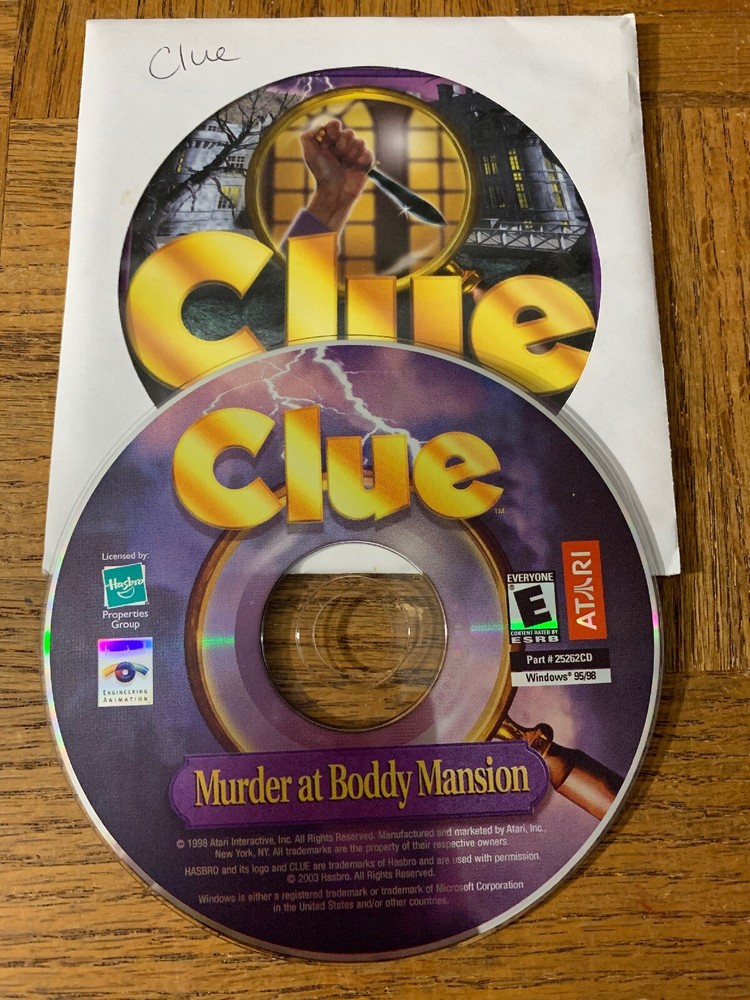 Clue
Clue
Clue™
Licensed by:
Hasbro
Properties
Group
ENGINEERING
ANIMATION
EVERYONE
E
CONTENT RATED BY
ESRB
ATARI
Part # 25262CD
Windows® 95/98
Murder at Boddy Mansion
© 1998 Atari Interactive, Inc. All Rights Reserved. Manufactured and marketed by Atari, Inc.,
New York, NY. All trademarks are the property of their respective owners.
HASBRO and its logo and CLUE are trademarks of Hasbro and are used with permission.
© 2003 Hasbro. All Rights Reserved.
Windows is either a registered trademark or trademark of Microsoft Corporation
in the United States and/or other countries.